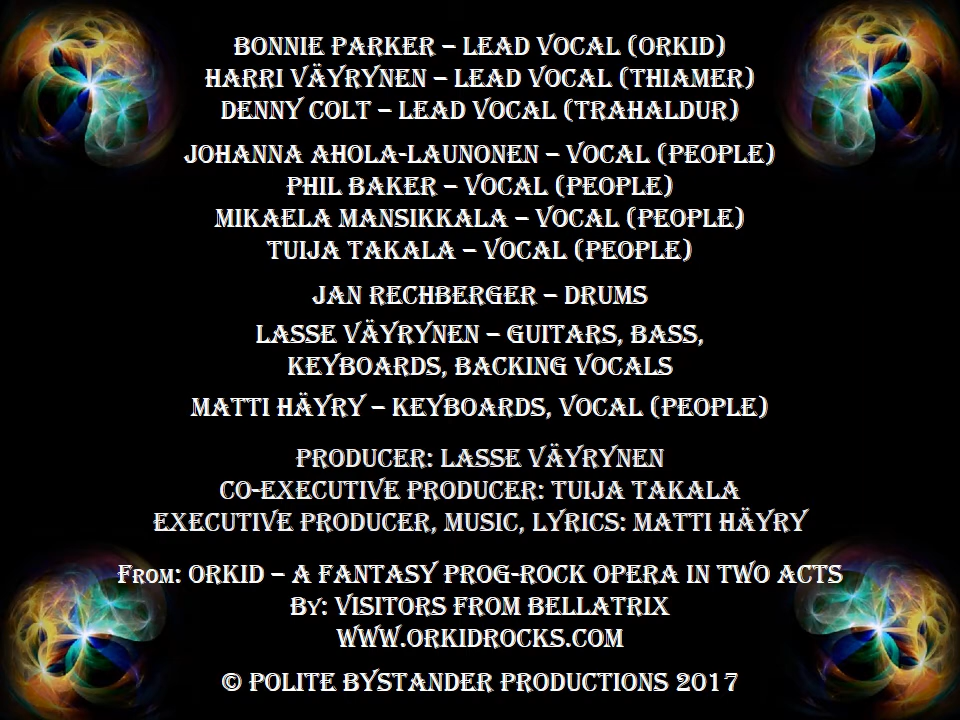 BONNIE PARKER – LEAD VOCAL (ORKID)
HARRI VÄYRYNEN – LEAD VOCAL (THIAMER)
DENNY COLT – LEAD VOCAL (TRAHALDUR)
JOHANNA AHOLA-LAUNONEN – VOCAL (PEOPLE)
PHIL BAKER – VOCAL (PEOPLE)
MIKAELA MANSIKKALA – VOCAL (PEOPLE)
TUIJA TAKALA – VOCAL (PEOPLE)
JAN RECHBERGER – DRUMS
LASSE VÄYRYNEN – GUITARS, BASS,
KEYBOARDS, BACKING VOCALS
MATTI HÄYRY – KEYBOARDS, VOCAL (PEOPLE)
PRODUCER: LASSE VÄYRYNEN
CO-EXECUTIVE PRODUCER: TUIJA TAKALA
EXECUTIVE PRODUCER, MUSIC, LYRICS: MATTI HÄYRY
From: ORKID – A FANTASY PROG-ROCK OPERA IN TWO ACTS
By: VISITORS FROM BELLATRIX
WWW.ORKIDROCKS.COM
© POLITE BYSTANDER PRODUCTIONS 2017